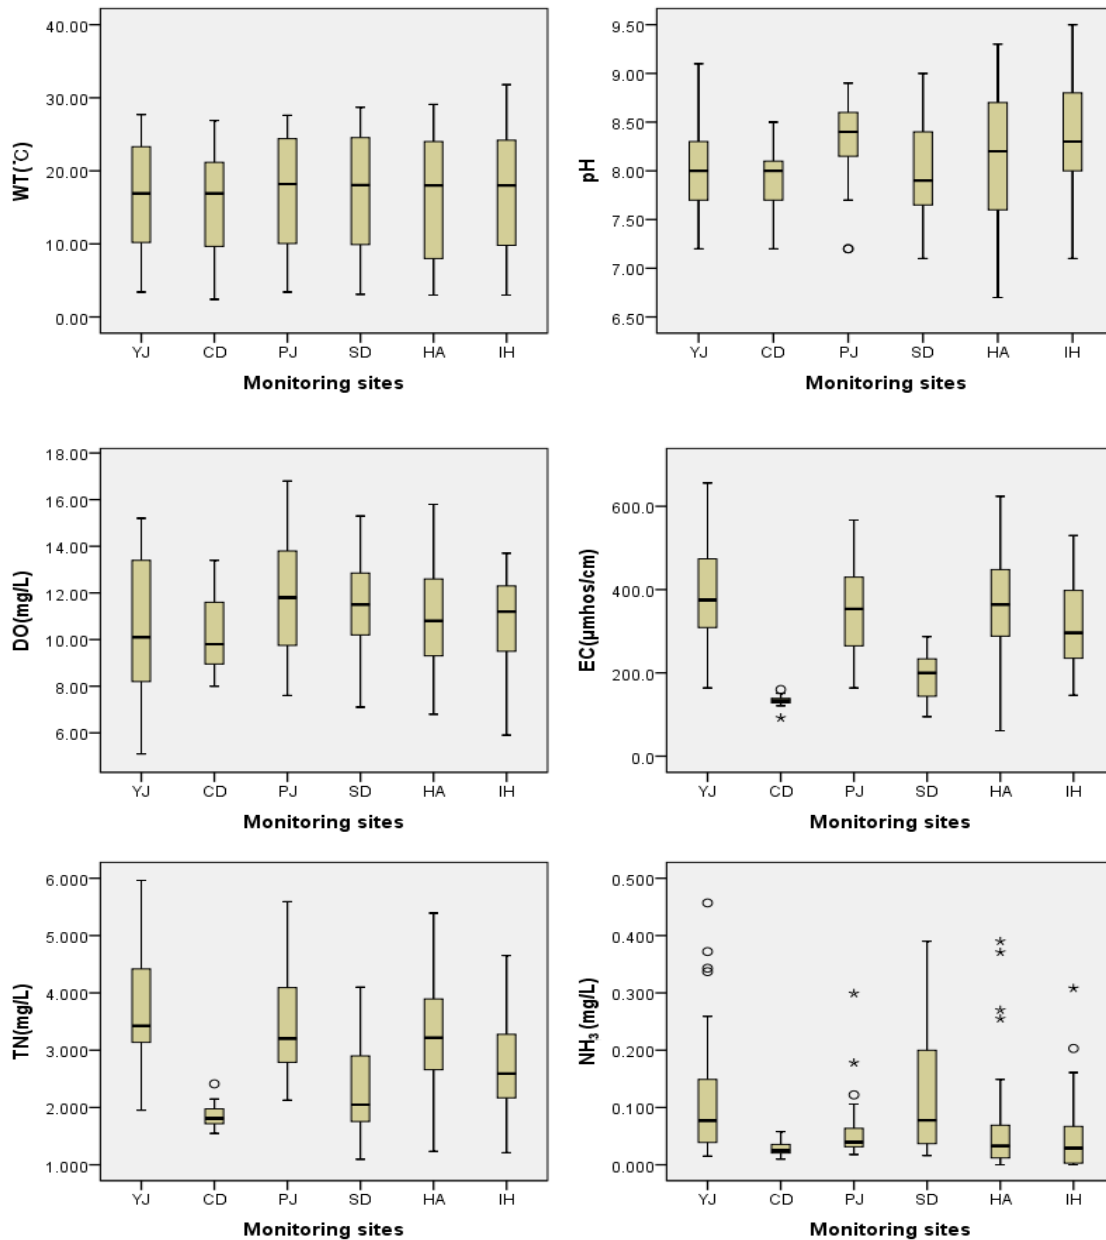 WT(℃)
40.00
30.00
20.00
10.00
0.00
YJ CD PJ SD HA IH
Monitoring sites
pH
9.50
9.00
8.50
8.00
7.50
7.00
6.50
YJ CD PJ SD HA IH
Monitoring sites
DO(mg/L)
18.00
16.00
14.00
12.00
10.00
8.00
6.00
YJ CD PJ SD HA IH
Monitoring sites
EC(µmhos/cm)
600.0
400.0
200.0
0.0
YJ CD PJ SD HA IH
Monitoring sites
TN(mg/L)
6.000
5.000
4.000
3.000
2.000
1.000
YJ CD PJ SD HA IH
Monitoring sites
NH₃ (mg/L)
0.500
0.400
0.300
0.200
0.100
0.000
YJ CD PJ SD HA IH
Monitoring sites